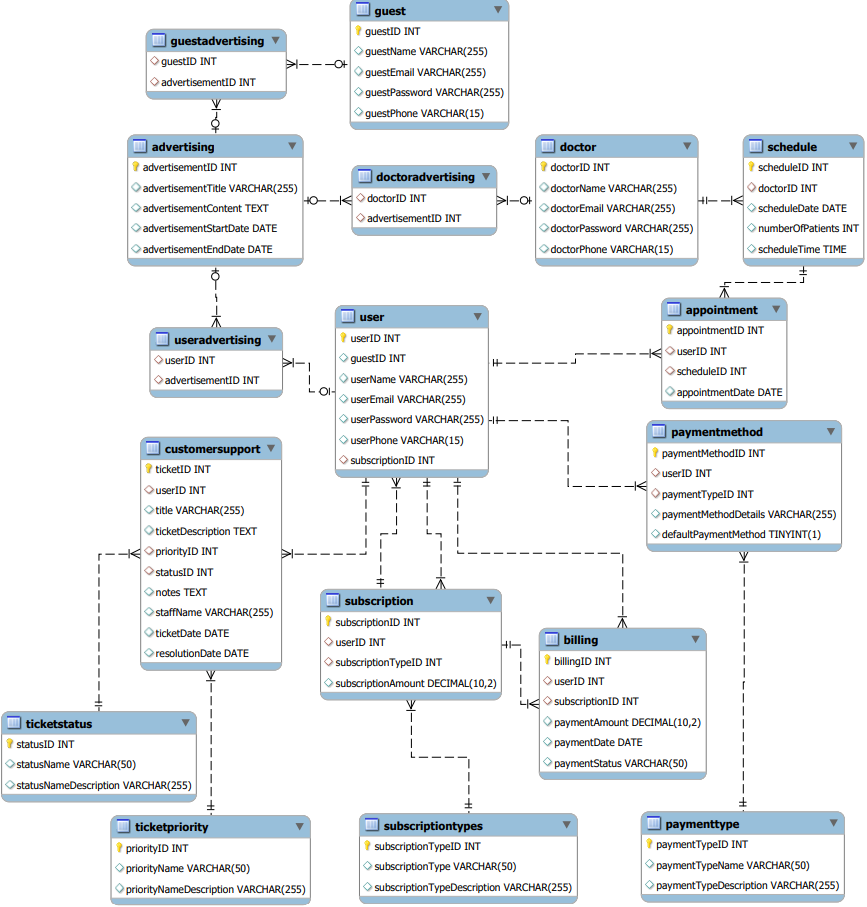 guest
guestID INT
guestName VARCHAR(255)
guestEmail VARCHAR(255)
guestPassword VARCHAR(255)
guestPhone VARCHAR(15)
guestadvertising
guestID INT
advertisementID INT
advertising
advertisementID INT
advertisementTitle VARCHAR(255)
advertisementContent TEXT
advertisementStartDate DATE
advertisementEndDate DATE
doctoradvertising
doctorID INT
advertisementID INT
doctor
doctorID INT
doctorName VARCHAR(255)
doctorEmail VARCHAR(255)
doctorPassword VARCHAR(255)
doctorPhone VARCHAR(15)
schedule
scheduleID INT
doctorID INT
scheduleDate DATE
numberOfPatients INT
scheduleTime TIME
useradvertising
userID INT
advertisementID INT
user
userID INT
guestID INT
userName VARCHAR(255)
userEmail VARCHAR(255)
userPassword VARCHAR(255)
userPhone VARCHAR(15)
subscriptionID INT
appointment
appointmentID INT
userID INT
scheduleID INT
appointmentDate DATE
customersupport
ticketID INT
userID INT
title VARCHAR(255)
ticketDescription TEXT
priorityID INT
statusID INT
notes TEXT
staffName VARCHAR(255)
ticketDate DATE
resolutionDate DATE
paymentmethod
paymentMethodID INT
userID INT
paymentTypeID INT
paymentMethodDetails VARCHAR(255)
defaultPaymentMethod TINYINT(1)
subscription
subscriptionID INT
userID INT
subscriptionTypeID INT
subscriptionAmount DECIMAL(10,2)
billing
billingID INT
userID INT
subscriptionID INT
paymentAmount DECIMAL(10,2)
paymentDate DATE
paymentStatus VARCHAR(50)
ticketstatus
statusID INT
statusName VARCHAR(50)
statusNameDescription VARCHAR(255)
ticketpriority
priorityID INT
priorityName VARCHAR(50)
priorityNameDescription VARCHAR(255)
subscriptiontypes
subscriptionTypeID INT
subscriptionType VARCHAR(50)
subscriptionTypeDescription VARCHAR(255)
paymenttype
paymentTypeID INT
paymentTypeName VARCHAR(50)
paymentTypeDescription VARCHAR(255)